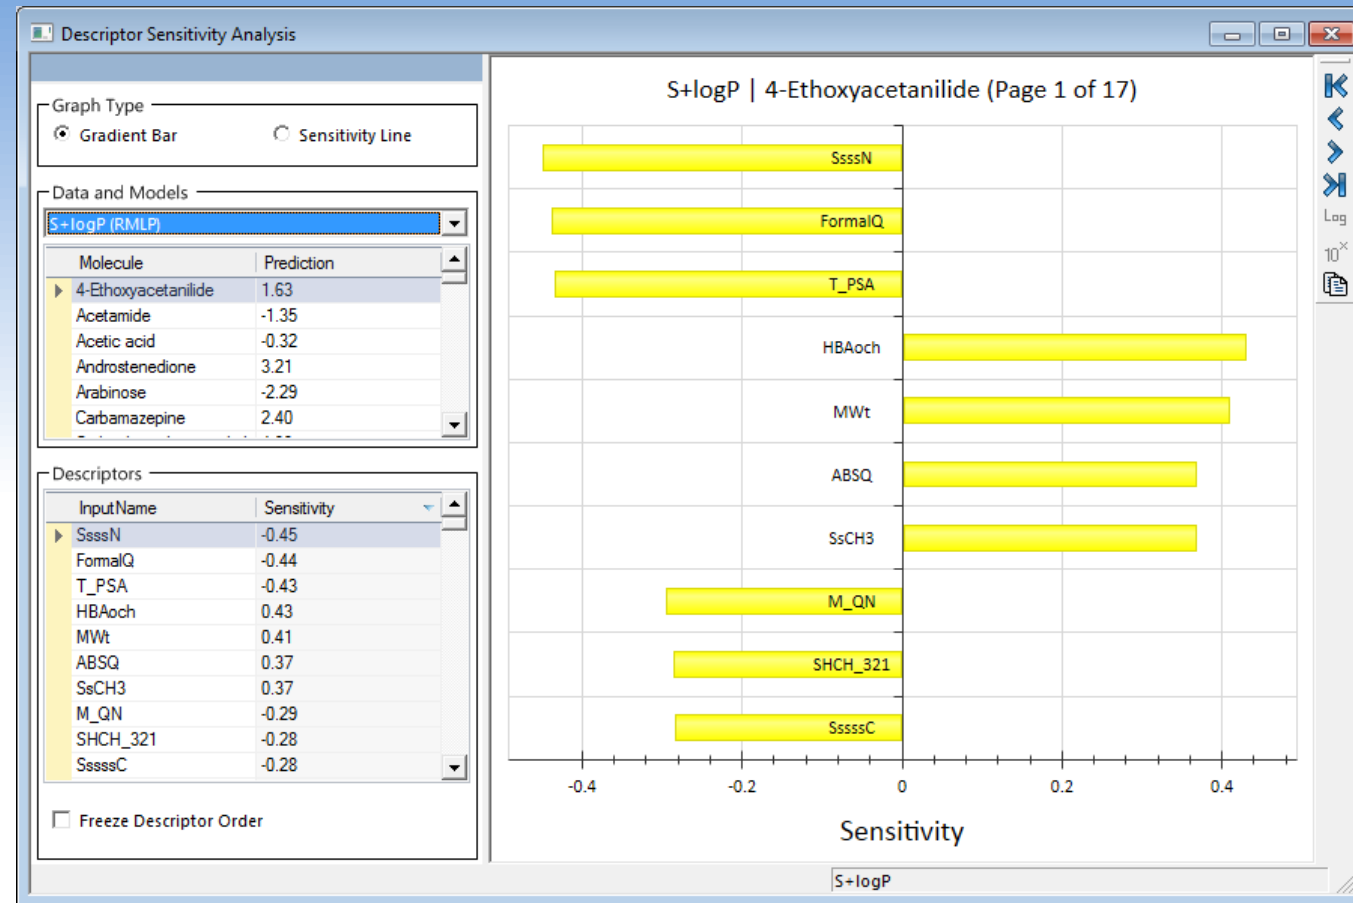 Descriptor Sensitivity Analysis
Graph Type
Gradient Bar Sensitivity Line
Data and Models
S+logP (RMLP)
Molecule Prediction
4-Ethoxyacetanilide 1.63
Acetamide -1.35
Acetic acid -0.32
Androstenedione 3.21
Arabinose -2.29
Carbamazepine 2.40
Descriptors
InputName Sensitivity
SsssN -0.45
FormalQ -0.44
T_PSA -0.43
HBAoch 0.43
MWt 0.41
ABSQ 0.37
SsCH3 0.37
M_QN -0.29
SHCH_321 -0.28
SssssC -0.28
Freeze Descriptor Order
S+logP | 4-Ethoxyacetanilide (Page 1 of 17)
SsssN
FormalQ
T_PSA
HBAoch
MWt
ABSQ
SsCH3
M_QN
SHCH_321
SssssC
-0.4 -0.2 0 0.2 0.4
Sensitivity
Log
10^X
S+logP